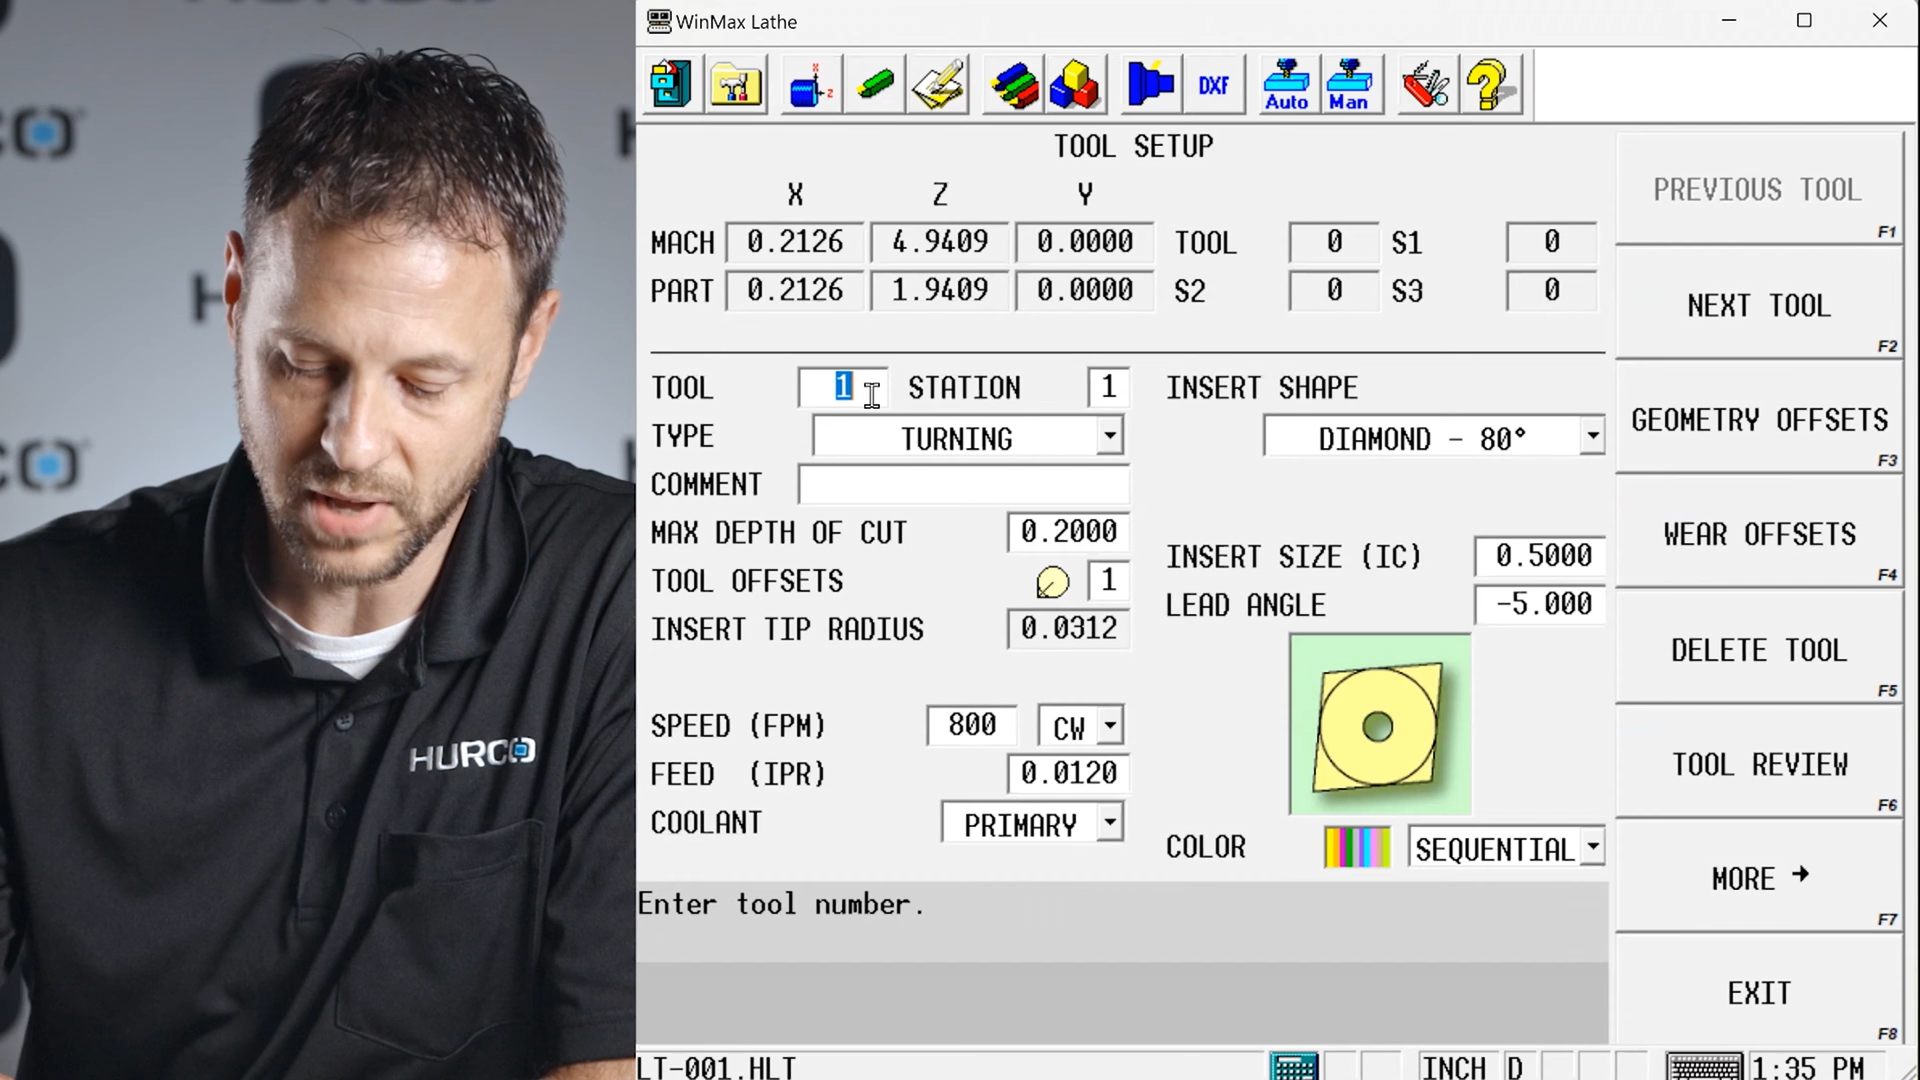 WinMax Lathe
DXF
Auto
Man
TOOL SETUP
X Z Y
MACH 0.2126 4.9409 0.0000 TOOL 0 S1 0
PART 0.2126 1.9409 0.0000 S2 0 S3 0
TOOL 1 STATION 1 INSERT SHAPE
TYPE TURNING DIAMOND - 80°
COMMENT
MAX DEPTH OF CUT 0.2000
INSERT SIZE (IC) 0.5000
TOOL OFFSETS 1
LEAD ANGLE -5.000
INSERT TIP RADIUS 0.0312
SPEED (FPM) 800 CW
FEED (IPR) 0.0120
COOLANT PRIMARY
COLOR SEQUENTIAL
Enter tool number.
PREVIOUS TOOL
F1
NEXT TOOL
F2
GEOMETRY OFFSETS
F3
WEAR OFFSETS
F4
DELETE TOOL
F5
TOOL REVIEW
F6
MORE →
F7
EXIT
F8
LT-001.HLT INCH D 1:35 PM
HURCO